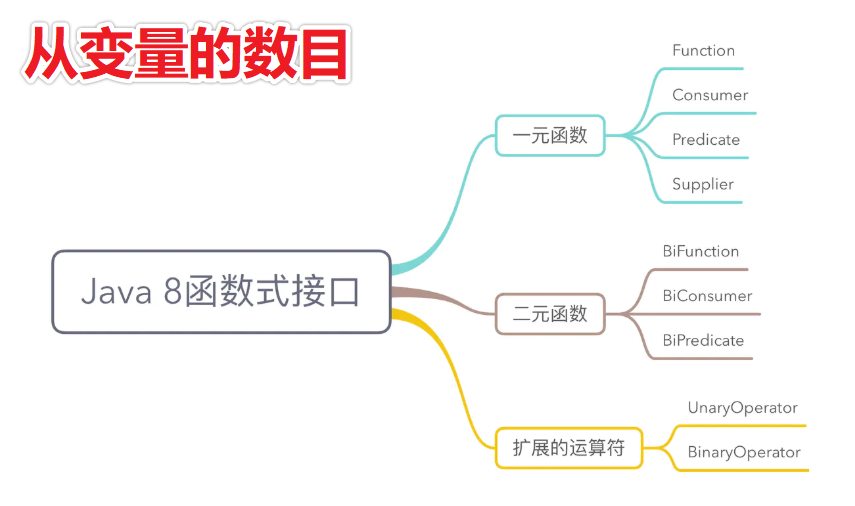 从变量的数目
Java 8函数式接口
一元函数
Function
Consumer
Predicate
Supplier
二元函数
BiFunction
BiConsumer
BiPredicate
扩展的运算符
UnaryOperator
BinaryOperator